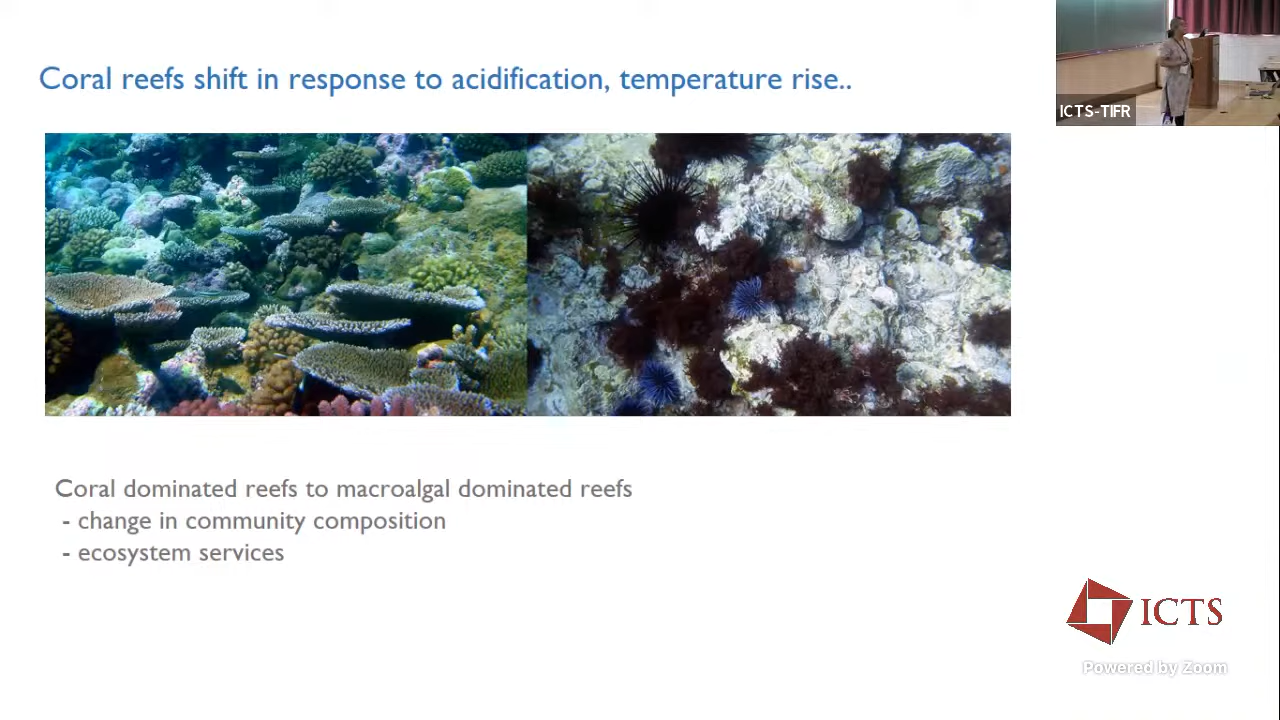 Coral reefs shift in response to acidification, temperature rise..
ICTS-TIFR
Coral dominated reefs to macroalgal dominated reefs
- change in community composition
- ecosystem services
ICTS
Powered by Zoom